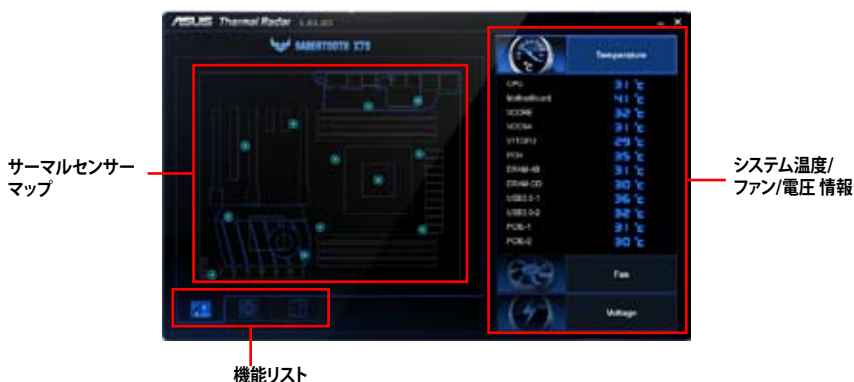 ASUS Thermal Radar 1.01.03
SABERTOOTH X79
Temperature
°C
CPU 31 °c
MotherBoard 41 °c
VCORE 32 °c
VCCSA 31 °c
29 °c
PCH 35 °c
DRAM-AB 31 °c
DRAM-CD 30 °c
USB3.0-1 36 °c
USB3.0-2 32 °c
PCIE-1 31 °c
PCIE-2 30 °c
Fan
Voltage
サーマルセンサー
マップ
システム温度/
ファン/電圧 情報
機能リスト